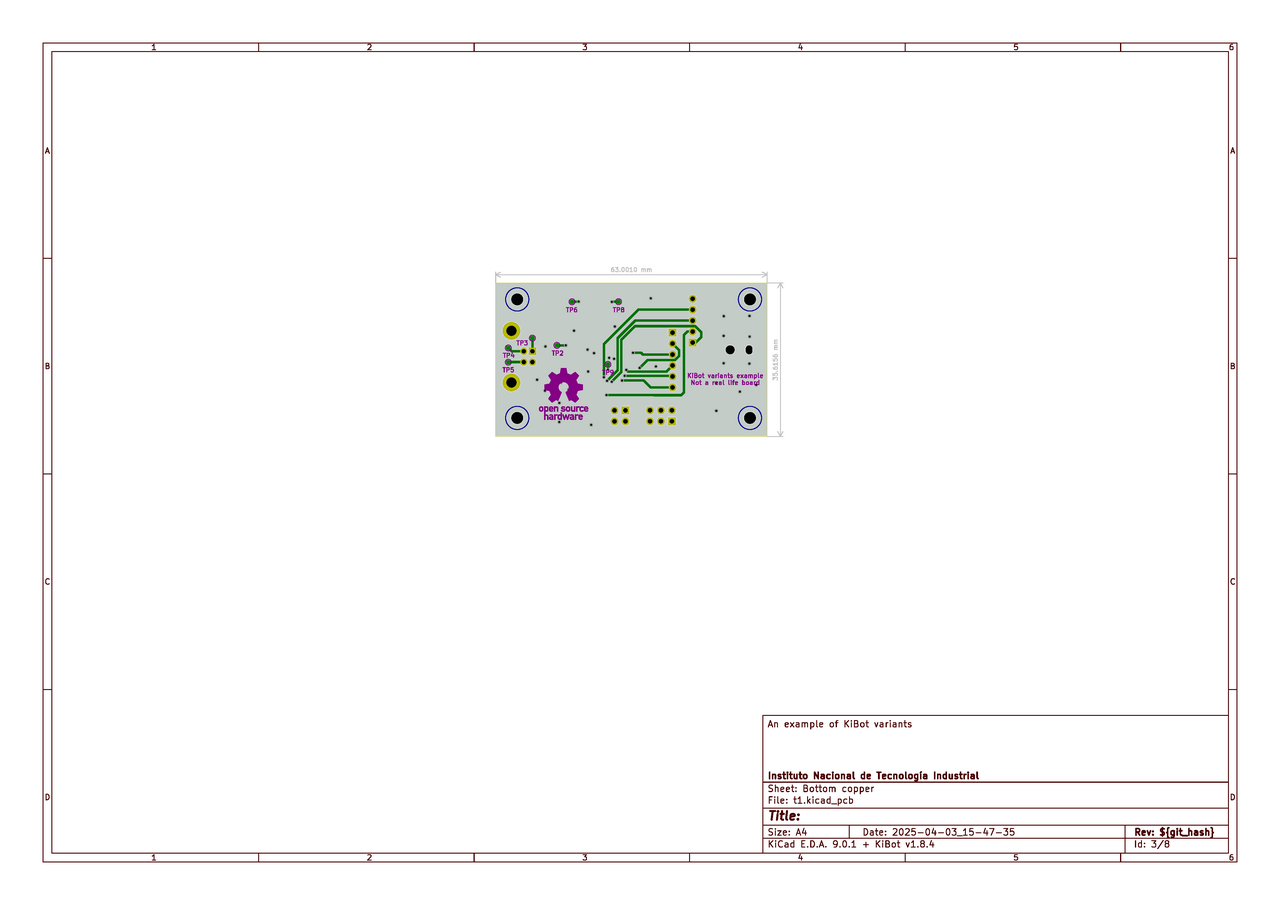 1 2 3 4 5 6
A A
63.0010 mm
TP6 TP8
TP3
TP4 TP2
TP5
TP9
35.6156 mm
B B
KiBot variants example
Not a real life board
open source
hardware
C C
An example of KiBot variants
Instituto Nacional de Tecnología Industrial
Sheet: Bottom copper
File: t1.kicad_pcb
D D
Title:
Size: A4 Date: 2025-04-03_15-47-35 Rev: ${git_hash}
KiCad E.D.A. 9.0.1 + KiBot v1.8.4 Id: 3/8
1 2 3 4 5 6